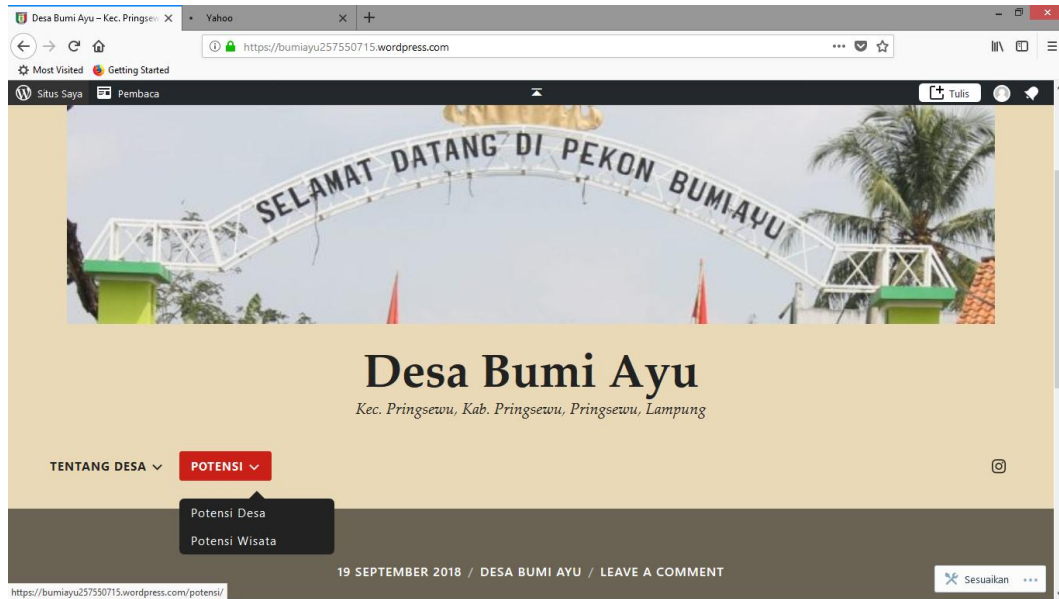 Desa Bumi Ayu – Kec. Pringsew
Yahoo
https://bumiayu257550715.wordpress.com
Most Visited
Getting Started
Situs Saya
Pembaca
Tulis
SELAMAT DATANG DI PEKON BUMIAYU
Desa Bumi Ayu
Kec. Pringsewu, Kab. Pringsewu, Pringsewu, Lampung
TENTANG DESA
POTENSI
Potensi Desa
Potensi Wisata
19 SEPTEMBER 2018 / DESA BUMI AYU / LEAVE A COMMENT
Sesuaikan
https://bumiayu257550715.wordpress.com/potensi/